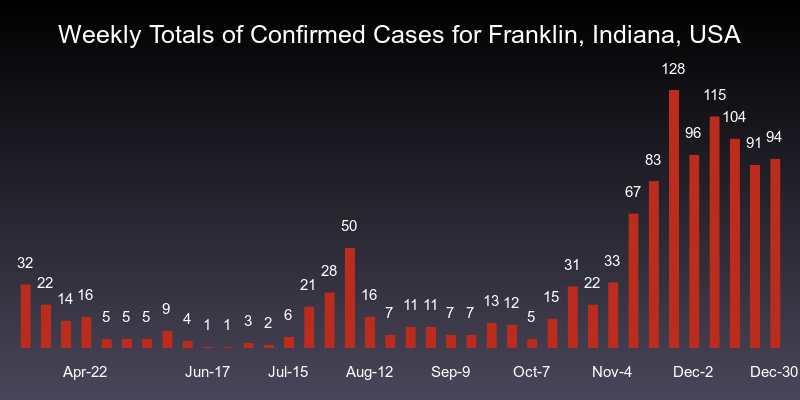 Weekly Totals of Confirmed Cases for Franklin, Indiana, USA
32 22 14 16 5 5 5 9 4 1 1 3 2 6 21 28 50 16 7 11 11 7 7 13 12 5 15 31 22 33 67 83 128 96 115 104 91 94
Apr-22 Jun-17 Jul-15 Aug-12 Sep-9 Oct-7 Nov-4 Dec-2 Dec-30